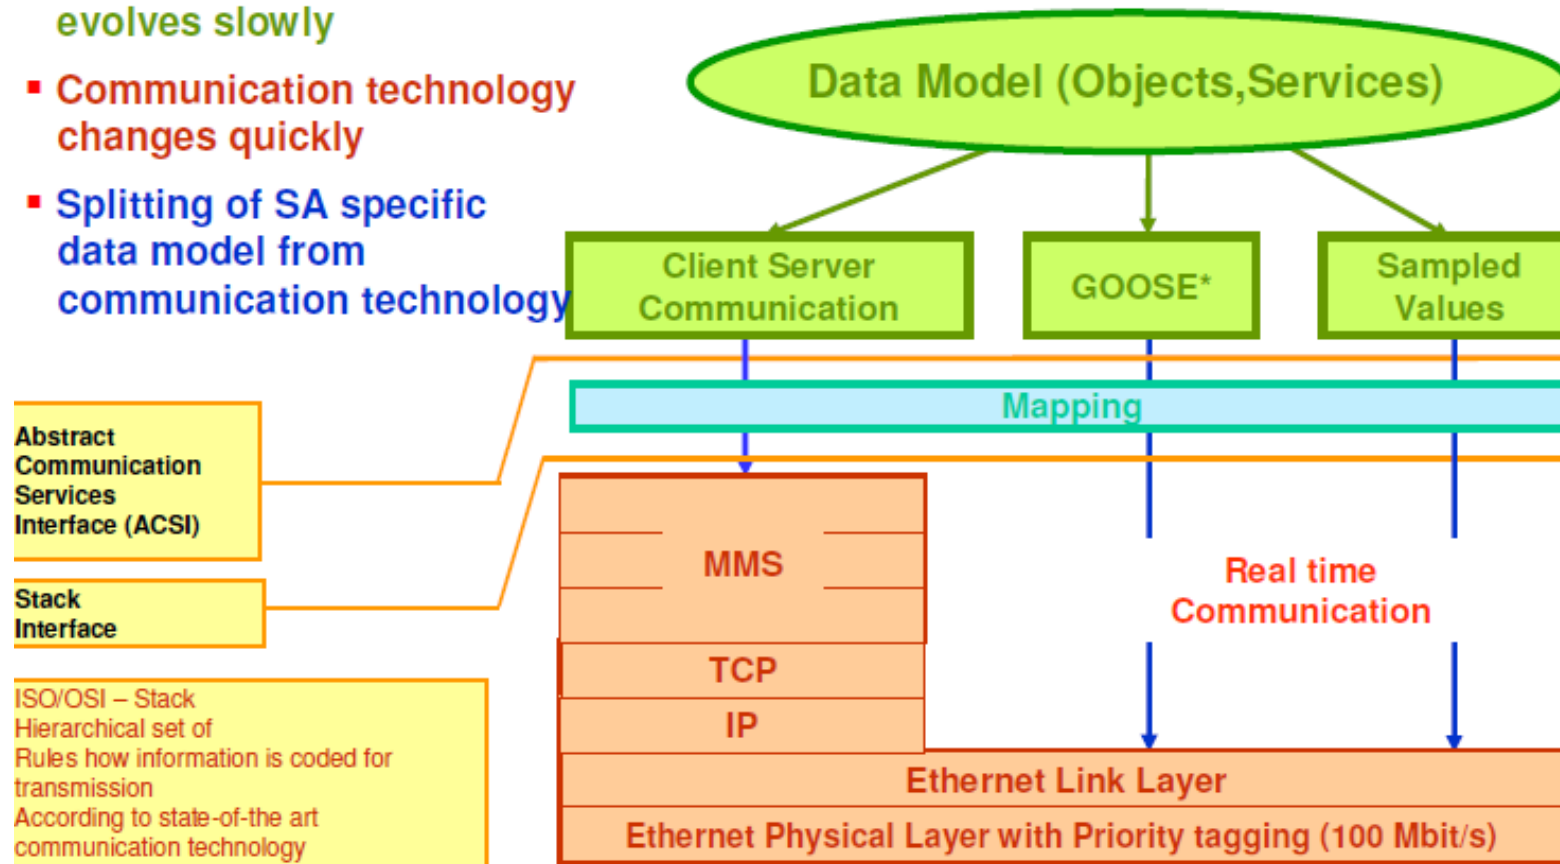 evolves slowly
Communication technology
changes quickly
Splitting of SA specific
data model from
communication technology
Data Model (Objects,Services)
Client Server
Communication
GOOSE*
Sampled
Values
Mapping
Abstract
Communication
Services
Interface (ACSI)
Stack
Interface
ISO/OSI – Stack
Hierarchical set of
Rules how information is coded for
transmission
According to state-of-the art
communication technology
MMS
TCP
IP
Real time
Communication
Ethernet Link Layer
Ethernet Physical Layer with Priority tagging (100 Mbit/s)